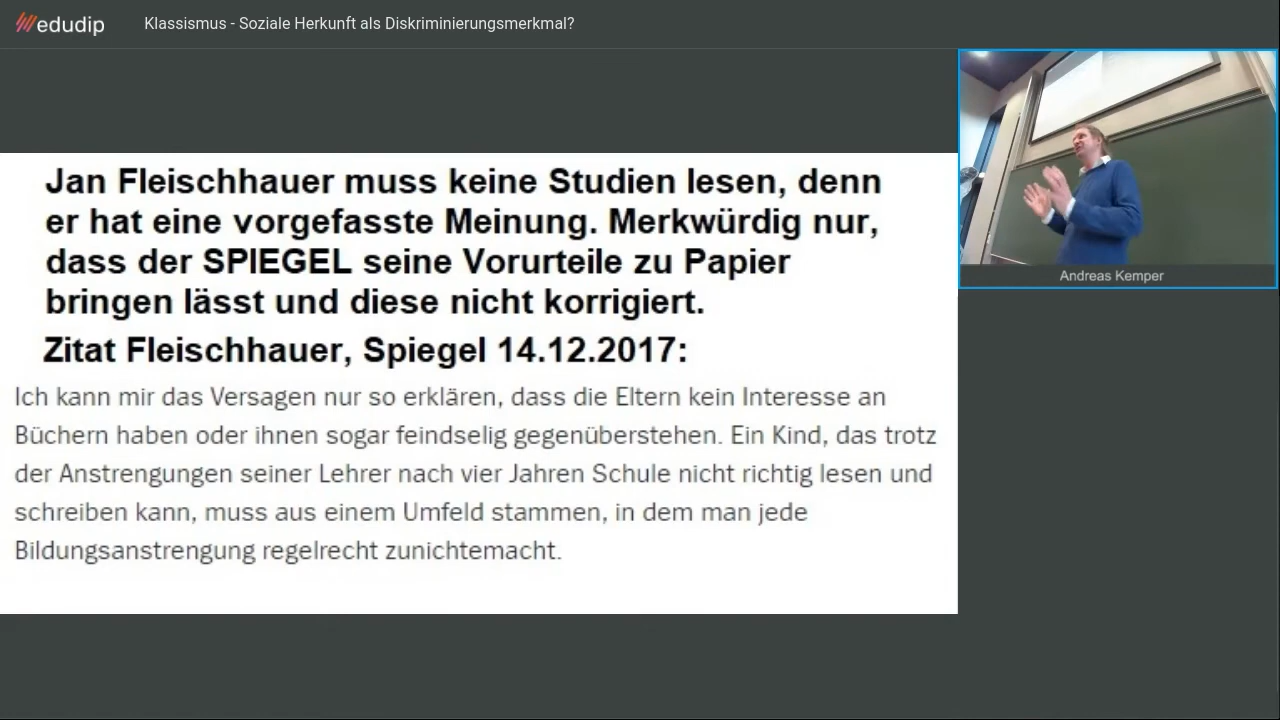 edudip
Klassismus - Soziale Herkunft als Diskriminierungsmerkmal?
Jan Fleischhauer muss keine Studien lesen, denn
er hat eine vorgefasste Meinung. Merkwürdig nur,
dass der SPIEGEL seine Vorurteile zu Papier
bringen lässt und diese nicht korrigiert.
Zitat Fleischhauer, Spiegel 14.12.2017:
Ich kann mir das Versagen nur so erklären, dass die Eltern kein Interesse an
Büchern haben oder ihnen sogar feindselig gegenüberstehen. Ein Kind, das trotz
der Anstrengungen seiner Lehrer nach vier Jahren Schule nicht richtig lesen und
schreiben kann, muss aus einem Umfeld stammen, in dem man jede
Bildungsanstrengung regelrecht zunichtemacht.
Andreas Kemper